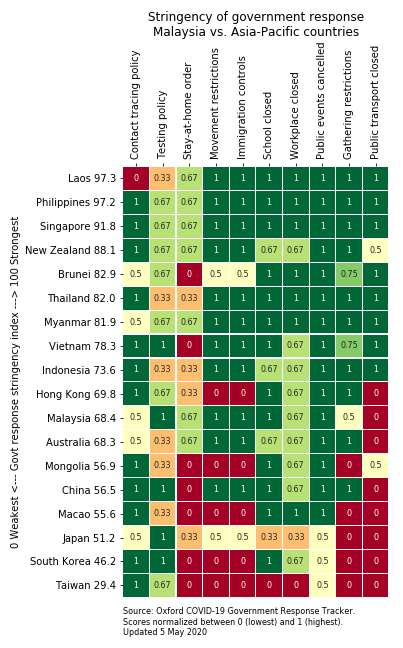 Stringency of government response
Malaysia vs. Asia-Pacific countries
Contact tracing policy
Testing policy
Stay-at-home order
Movement restrictions
Immigration controls
School closed
Workplace closed
Public events cancelled
Gathering restrictions
Public transport closed
0 Weakest <--- Govt response stringency index ---> 100 Strongest
Laos 97.3 0 0.33 0.67 1 1 1 1 1 1 1
Philippines 97.2 1 0.67 0.67 1 1 1 1 1 1 1
Singapore 91.8 1 0.67 0.67 1 1 1 1 1 1 1
New Zealand 88.1 1 0.67 0.67 1 1 0.67 0.67 1 1 0.5
Brunei 82.9 0.5 0.67 0 0.5 0.5 1 1 1 0.75 1
Thailand 82.0 1 0.33 0.33 1 1 1 1 1 1 1
Myanmar 81.9 0.5 0.67 0.67 1 1 1 1 1 1 1
Vietnam 78.3 1 1 0 1 1 1 0.67 1 0.75 1
Indonesia 73.6 1 0.33 0.33 1 1 0.67 0.67 1 1 1
Hong Kong 69.8 1 0.67 0.33 0 0 1 0.67 1 1 0
Malaysia 68.4 0.5 1 0.67 1 1 1 0.67 1 0.5 0
Australia 68.3 0.5 0.33 0.67 1 1 0.67 0.67 1 1 0
Mongolia 56.9 1 0.33 0 0 0 1 0.67 1 0 0.5
China 56.5 1 1 0 1 1 1 0.67 1 1 0
Macao 55.6 1 0.33 0 0 0 1 1 1 0 0
Japan 51.2 0.5 1 0.33 0.5 0.5 0.33 0.33 0.5 0 0
South Korea 46.2 1 1 0 0 0 1 0.67 0.5 0 0
Taiwan 29.4 1 0.67 0 0 0 0 0 0.5 0 0
Source: Oxford COVID-19 Government Response Tracker.
Scores normalized between 0 (lowest) and 1 (highest).
Updated 5 May 2020